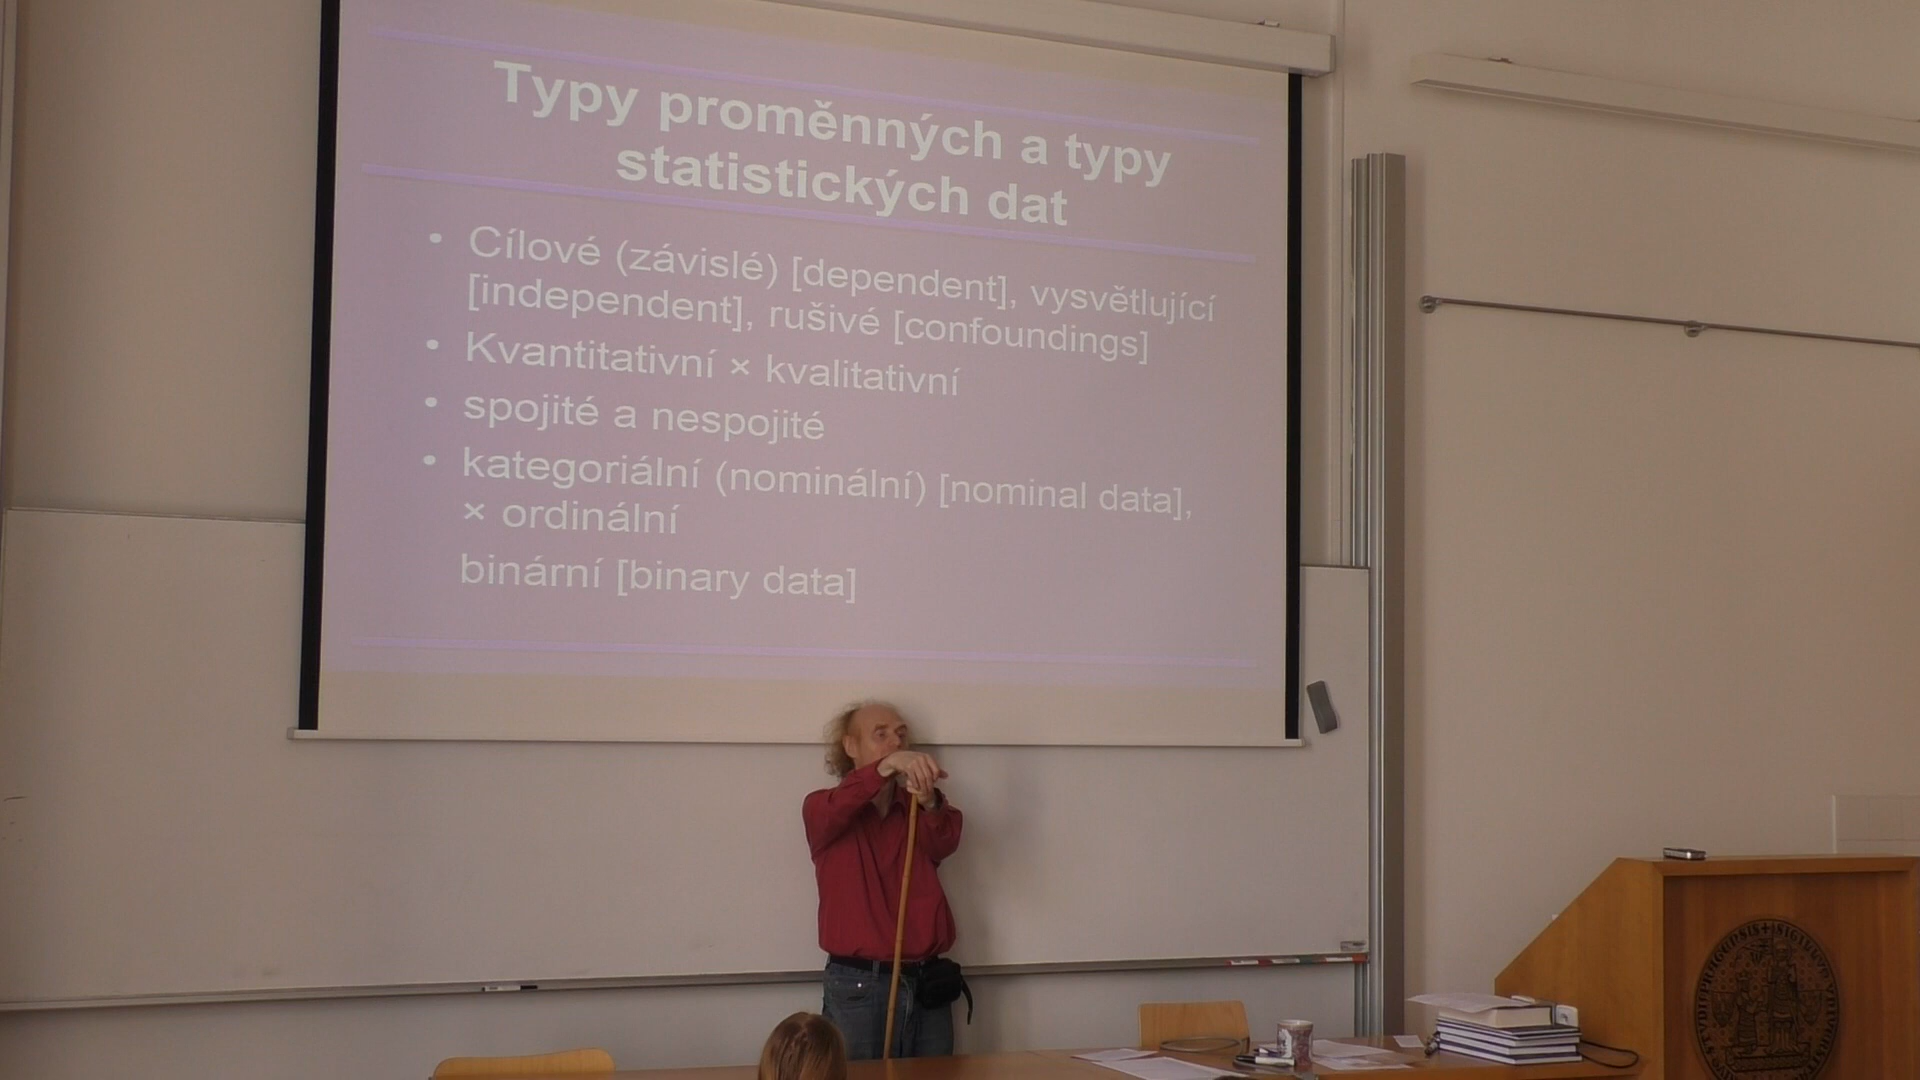 Typy proměnných a typy
statistických dat
• Cílové (závislé) [dependent], vysvětlující
[independent], rušivé [confoundings]
• Kvantitativní × kvalitativní
• spojité a nespojité
• kategoriální (nominální) [nominal data],
× ordinální
binární [binary data]